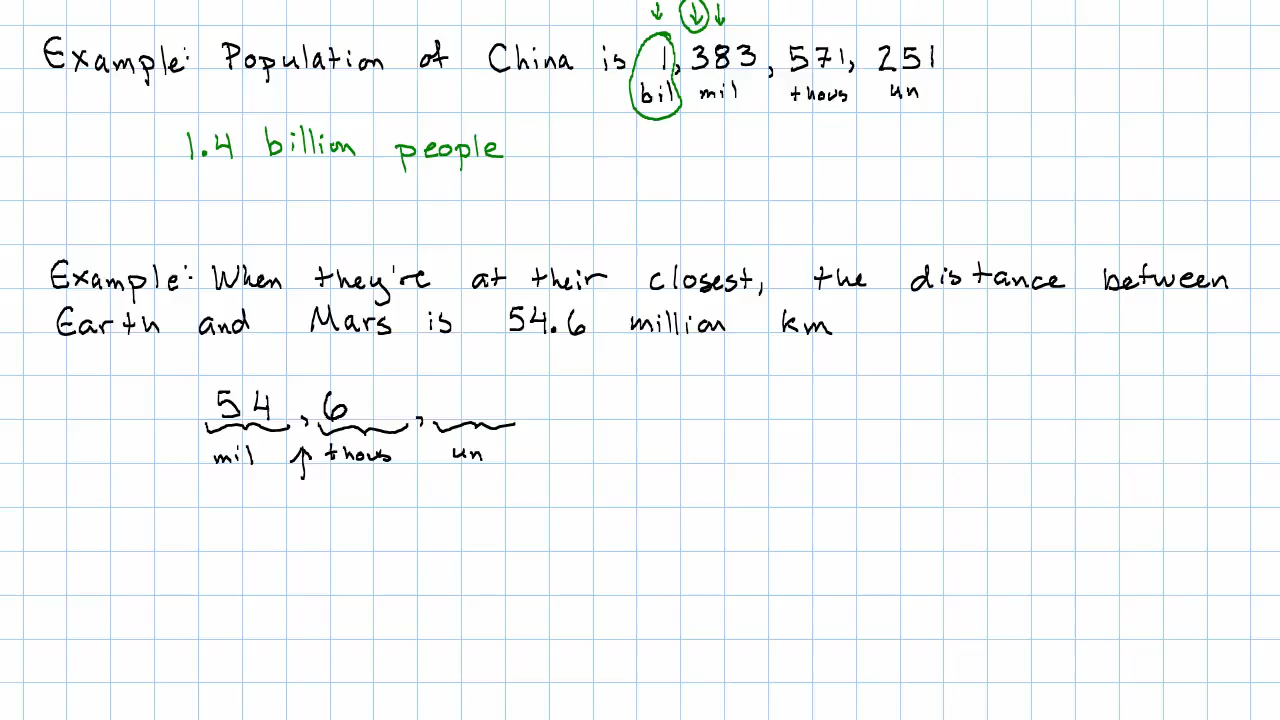 Example: Population of China is 1,383,571,251
bil mil thous un
1.4 billion people
Example: When they're at their closest, the distance between
Earth and Mars is 54.6 million km
54,6 ,
mil thous un